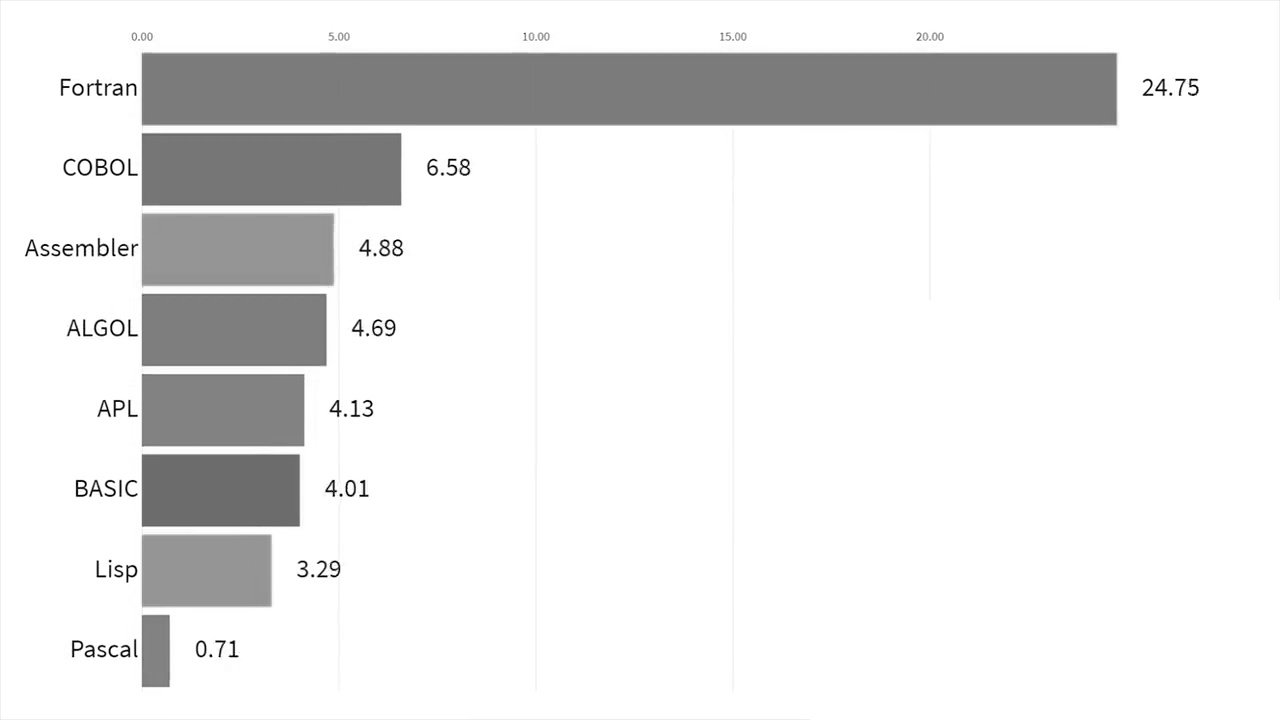 0.00 5.00 10.00 15.00 20.00
Fortran 24.75
COBOL 6.58
Assembler 4.88
ALGOL 4.69
APL 4.13
BASIC 4.01
Lisp 3.29
Pascal 0.71